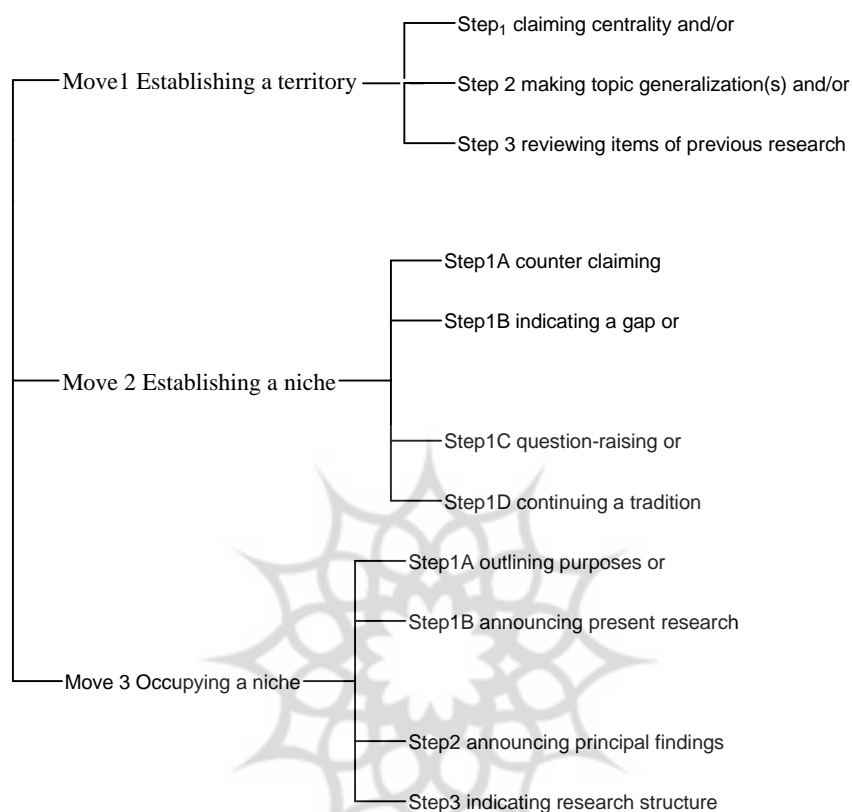 Step₁ claiming centrality and/or
Move1 Establishing a territory
Step 2 making topic generalization(s) and/or
Step 3 reviewing items of previous research
Step1A counter claiming
Step1B indicating a gap or
Move 2 Establishing a niche
Step1C question-raising or
Step1D continuing a tradition
Step1A outlining purposes or
Step1B announcing present research
Move 3 Occupying a niche
Step2 announcing principal findings
Step3 indicating research structure